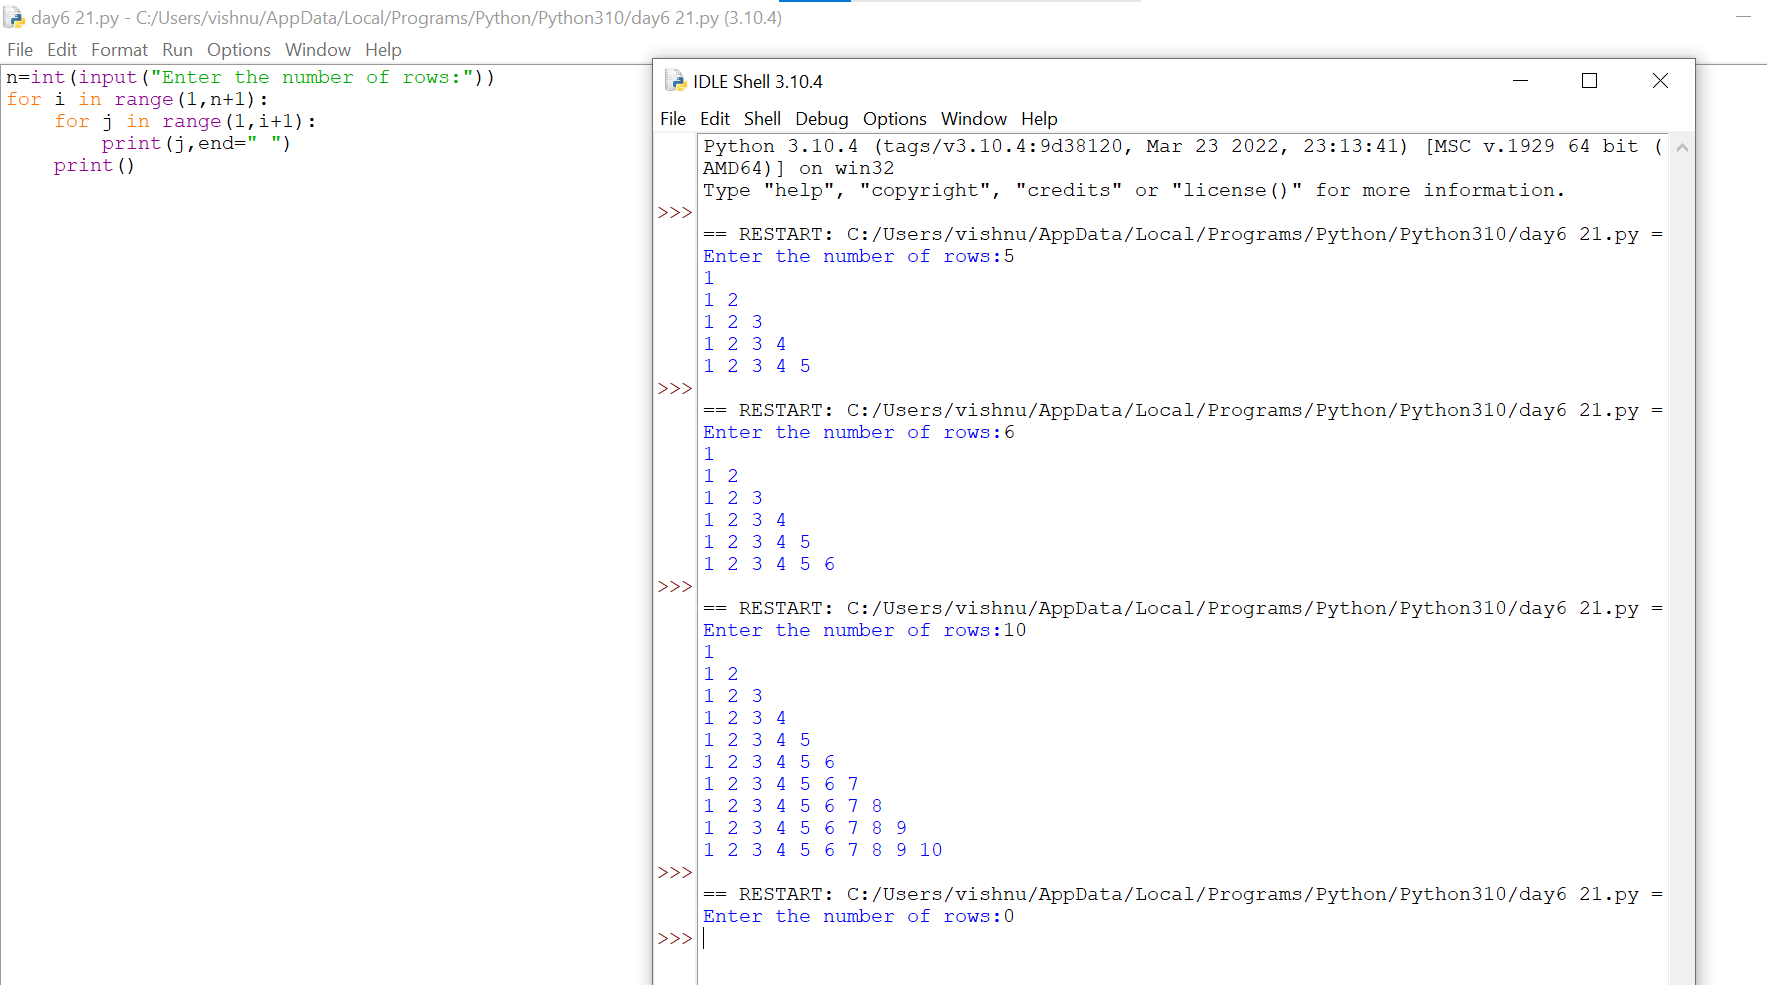 day6 21.py - C:/Users/vishnu/AppData/Local/Programs/Python/Python310/day6 21.py (3.10.4)
File Edit Format Run Options Window Help
n=int(input("Enter the number of rows:"))
for i in range(1,n+1):
    for j in range(1,i+1):
        print(j,end=" ")
    print()
IDLE Shell 3.10.4
File Edit Shell Debug Options Window Help
Python 3.10.4 (tags/v3.10.4:9d38120, Mar 23 2022, 23:13:41) [MSC v.1929 64 bit (
AMD64)] on win32
Type "help", "copyright", "credits" or "license()" for more information.
>>>
== RESTART: C:/Users/vishnu/AppData/Local/Programs/Python/Python310/day6 21.py =
Enter the number of rows:5
1
1 2
1 2 3
1 2 3 4
1 2 3 4 5
>>>
== RESTART: C:/Users/vishnu/AppData/Local/Programs/Python/Python310/day6 21.py =
Enter the number of rows:6
1
1 2
1 2 3
1 2 3 4
1 2 3 4 5
1 2 3 4 5 6
>>>
== RESTART: C:/Users/vishnu/AppData/Local/Programs/Python/Python310/day6 21.py =
Enter the number of rows:10
1
1 2
1 2 3
1 2 3 4
1 2 3 4 5
1 2 3 4 5 6
1 2 3 4 5 6 7
1 2 3 4 5 6 7 8
1 2 3 4 5 6 7 8 9
1 2 3 4 5 6 7 8 9 10
>>>
== RESTART: C:/Users/vishnu/AppData/Local/Programs/Python/Python310/day6 21.py =
Enter the number of rows:0
>>>